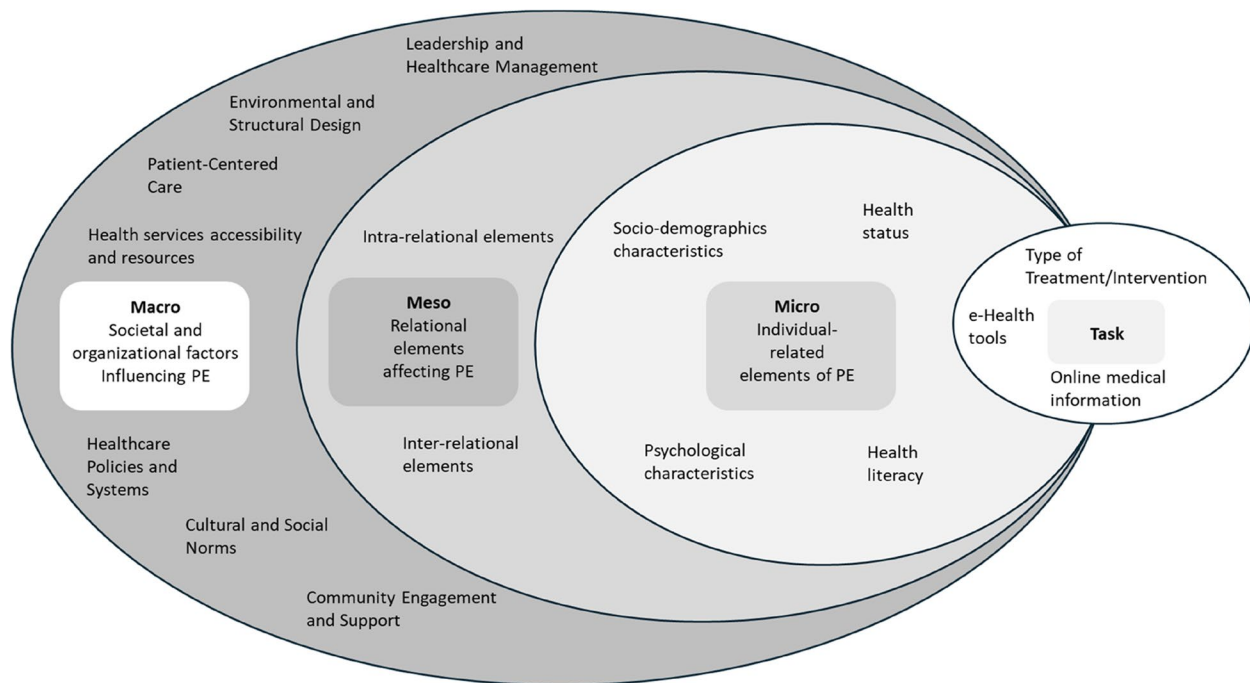 Leadership and
Healthcare Management
Environmental and
Structural Design
Patient-Centered
Care
Health services accessibility
and resources
Macro
Societal and
organizational factors
Influencing PE
Healthcare
Policies and
Systems
Cultural and Social
Norms
Community Engagement
and Support
Intra-relational elements
Meso
Relational
elements
affecting PE
Inter-relational
elements
Socio-demographics
characteristics
Health
status
Micro
Individual-
related
elements of PE
Psychological
characteristics
Health
literacy
Type of
Treatment/Intervention
e-Health
tools
Task
Online medical
information